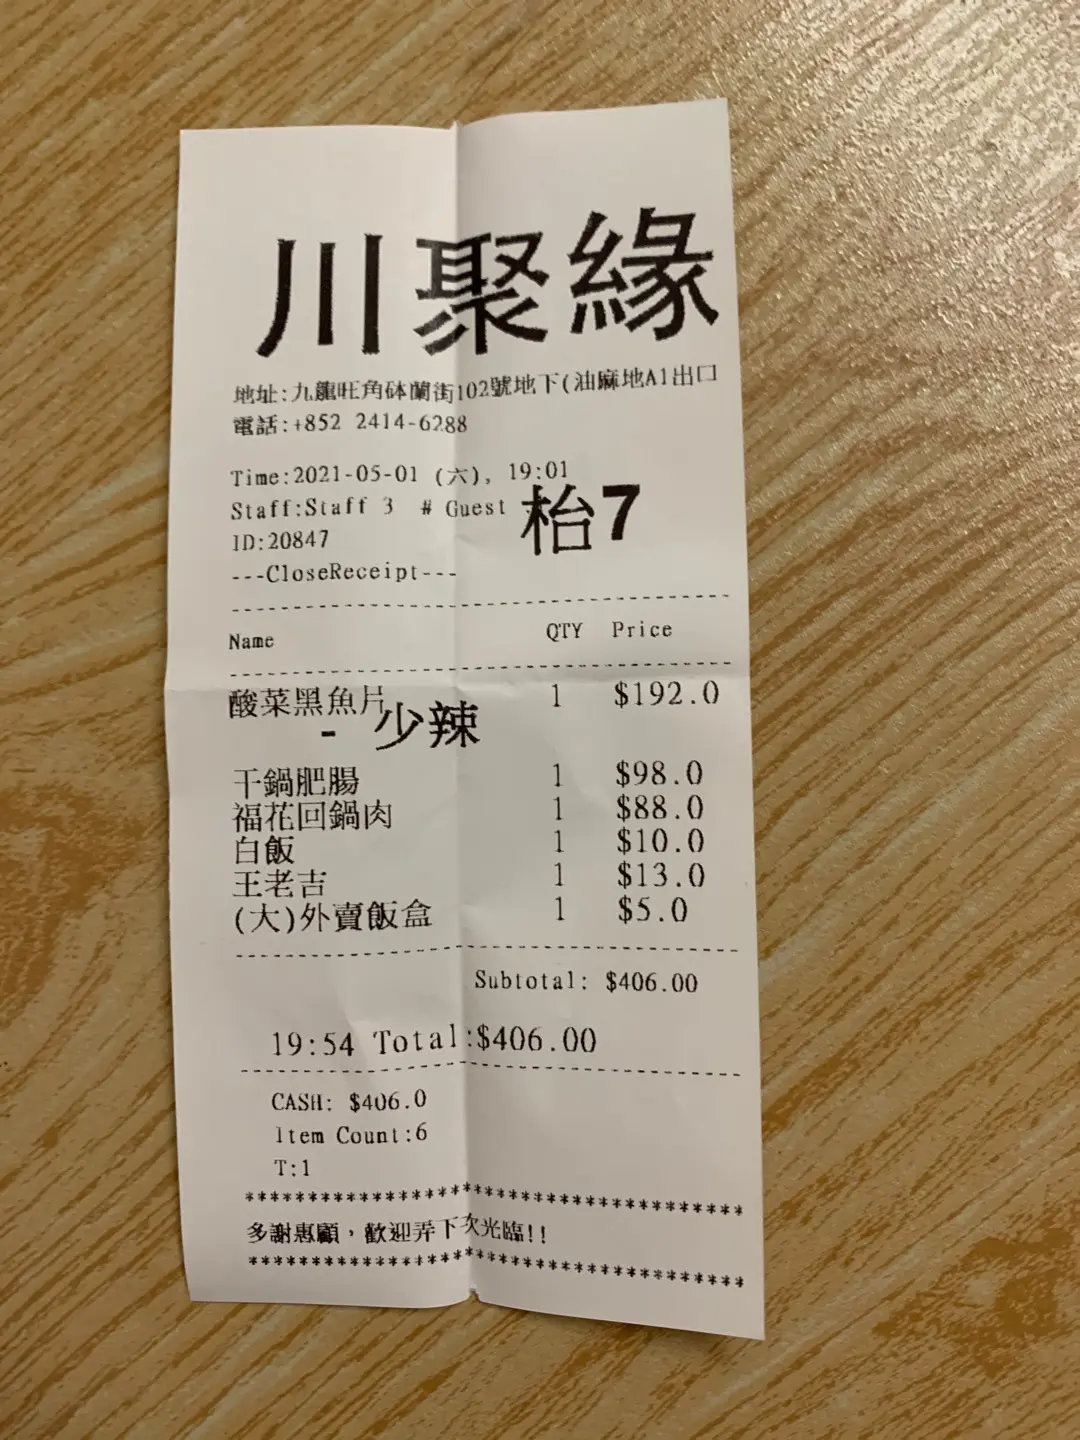 川聚緣
地址:九龍旺角砵蘭街102號地下(油麻地A1出口
電話:+852 2414-6288
Time:2021-05-01 (六), 19:01
Staff:Staff 3 # Guest
枱7
ID:20847
---CloseReceipt---
Name QTY Price
酸菜黑魚片 1 $192.0
- 少辣
干鍋肥腸 1 $98.0
福花回鍋肉 1 $88.0
白飯 1 $10.0
王老吉 1 $13.0
(大)外賣飯盒 1 $5.0
Subtotal: $406.00
19:54 Total:$406.00
CASH: $406.0
Item Count:6
T:1
****************************************
多謝惠顧，歡迎弄下次光臨!!
****************************************